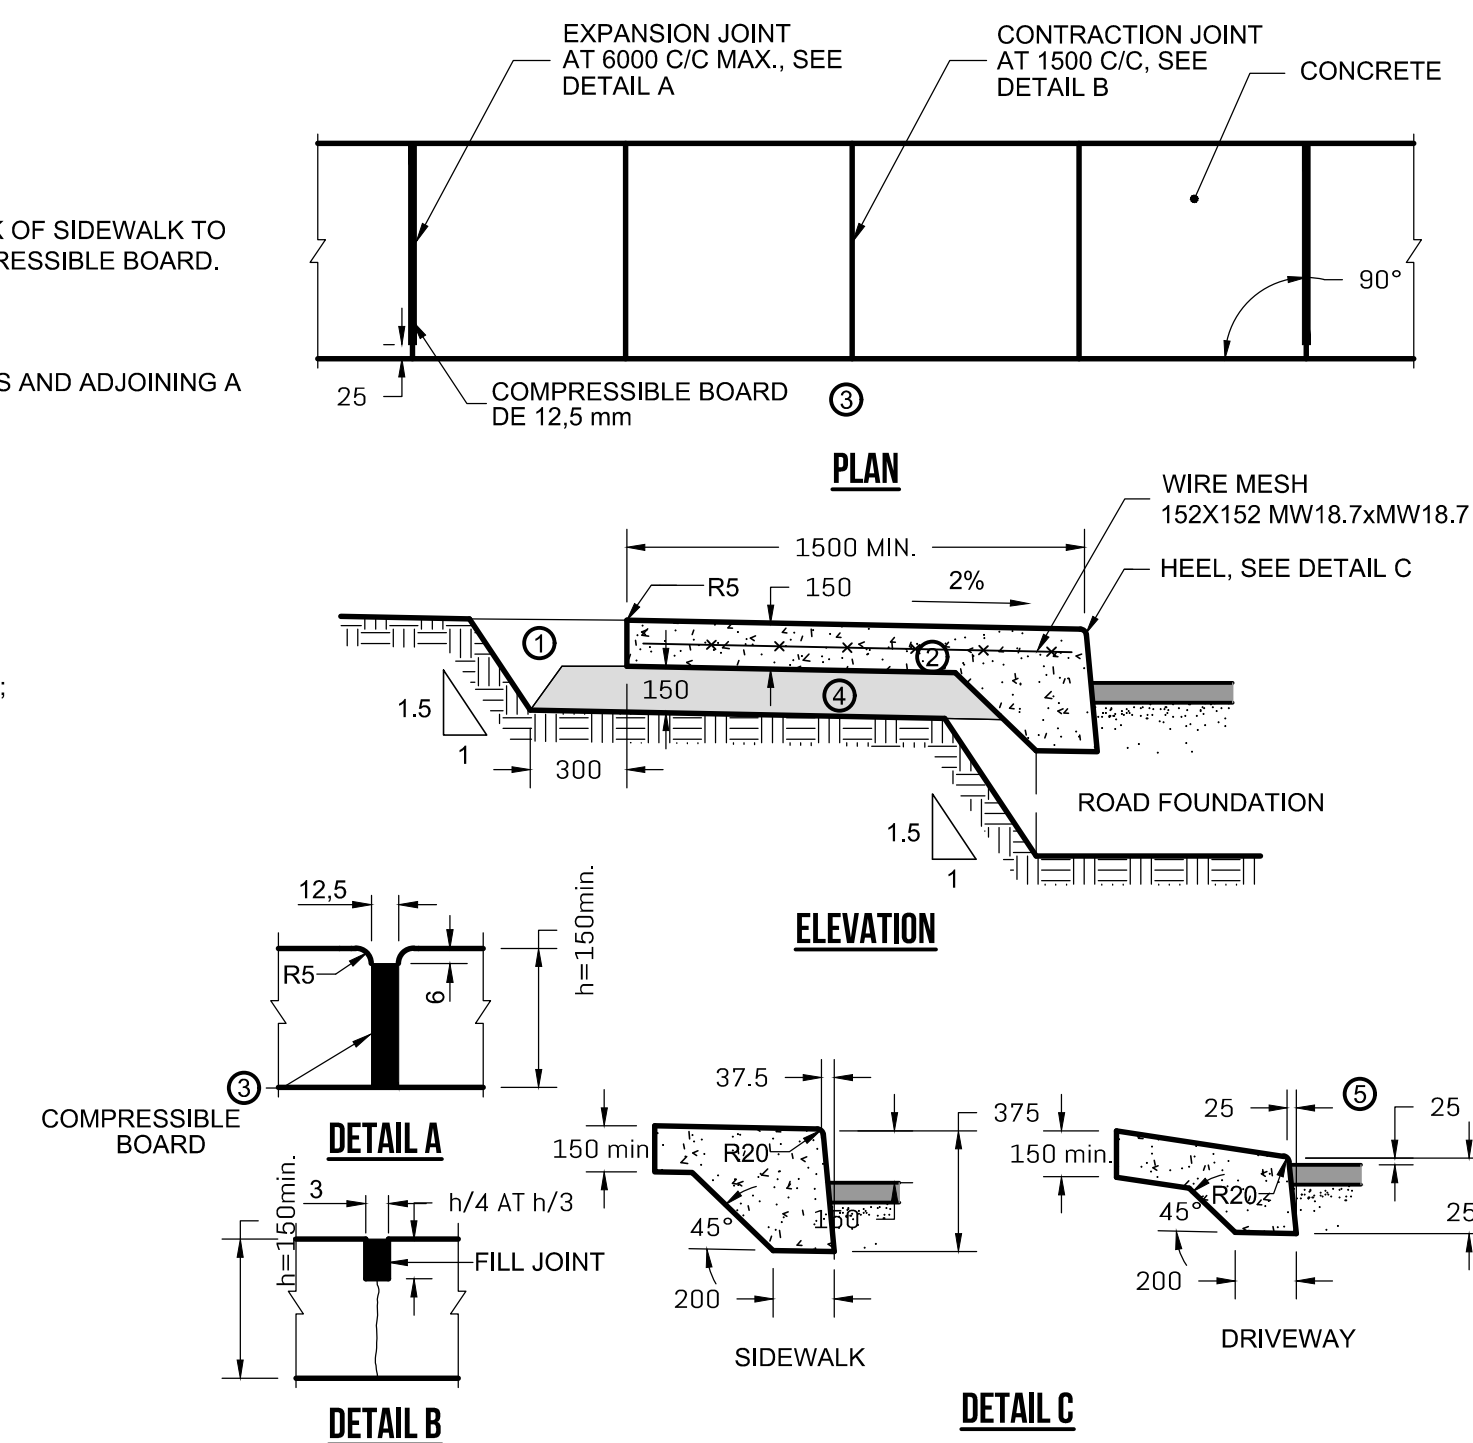 EXPANSION JOINT
AT 6000 C/C MAX., SEE
DETAIL A
CONTRACTION JOINT
AT 1500 C/C, SEE
DETAIL B
CONCRETE
OF SIDEWALK TO
BOARD.
90°
AND ADJOINING A
25
COMPRESSIBLE BOARD
DE 12,5 mm
3
PLAN
WIRE MESH
152X152 MW18.7xMW18.7
1500 MIN.
HEEL, SEE DETAIL C
R5
150
2%
1
2
;
1.5
1
150
4
300
ROAD FOUNDATION
1.5
1
ELEVATION
12,5
h=150min.
R5
6
3
COMPRESSIBLE
BOARD
DETAIL A
h=150min.
3
h/4 AT h/3
FILL JOINT
DETAIL B
37.5
375
150 min
R20
45°
150
200
SIDEWALK
25
5
25
150 min.
R20
45°
200
DRIVEWAY
DETAIL C